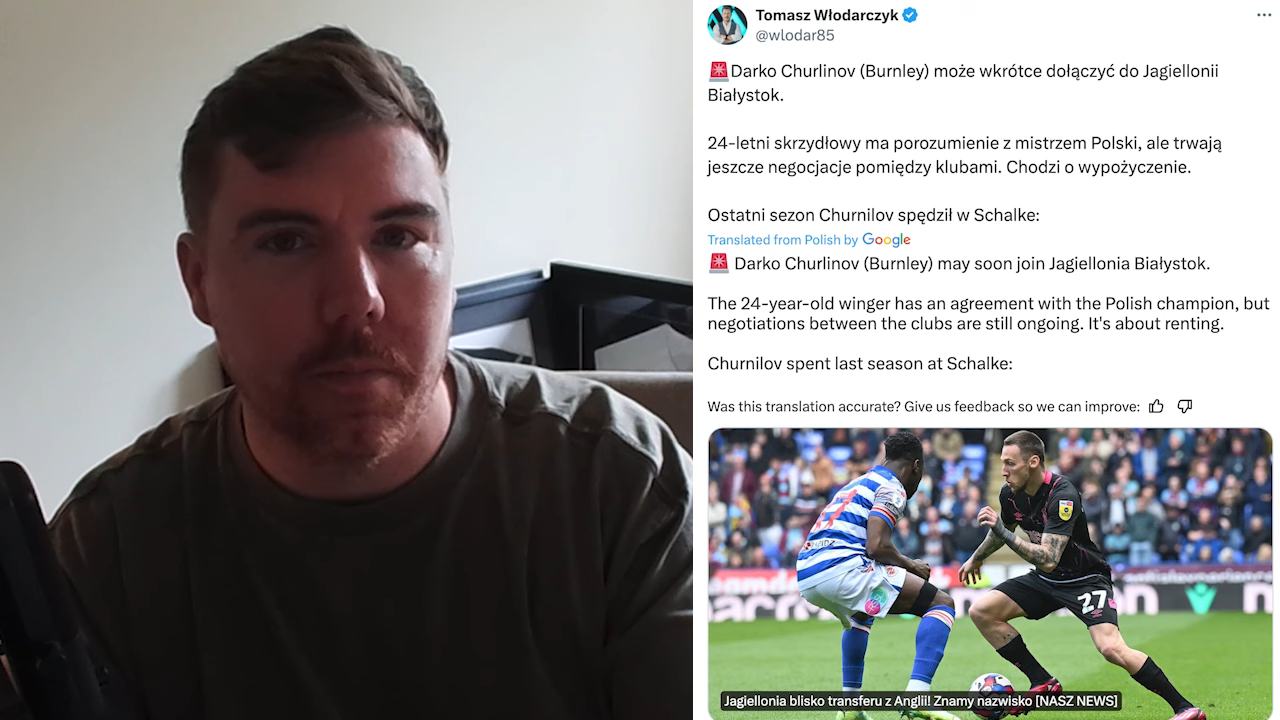 Tomasz Włodarczyk
@wlodar85
Darko Churlinov (Burnley) może wkrótce dołączyć do Jagiellonii
Białystok.
24-letni skrzydłowy ma porozumienie z mistrzem Polski, ale trwają
jeszcze negocjacje pomiędzy klubami. Chodzi o wypożyczenie.
Ostatni sezon Churnilov spędził w Schalke:
Translated from Polish by Google
Darko Churlinov (Burnley) may soon join Jagiellonia Białystok.
The 24-year-old winger has an agreement with the Polish champion, but
negotiations between the clubs are still ongoing. It's about renting.
Churnilov spent last season at Schalke:
Was this translation accurate? Give us feedback so we can improve:
27
Jagiellonia blisko transferu z Anglii! Znamy nazwisko [NASZ NEWS]